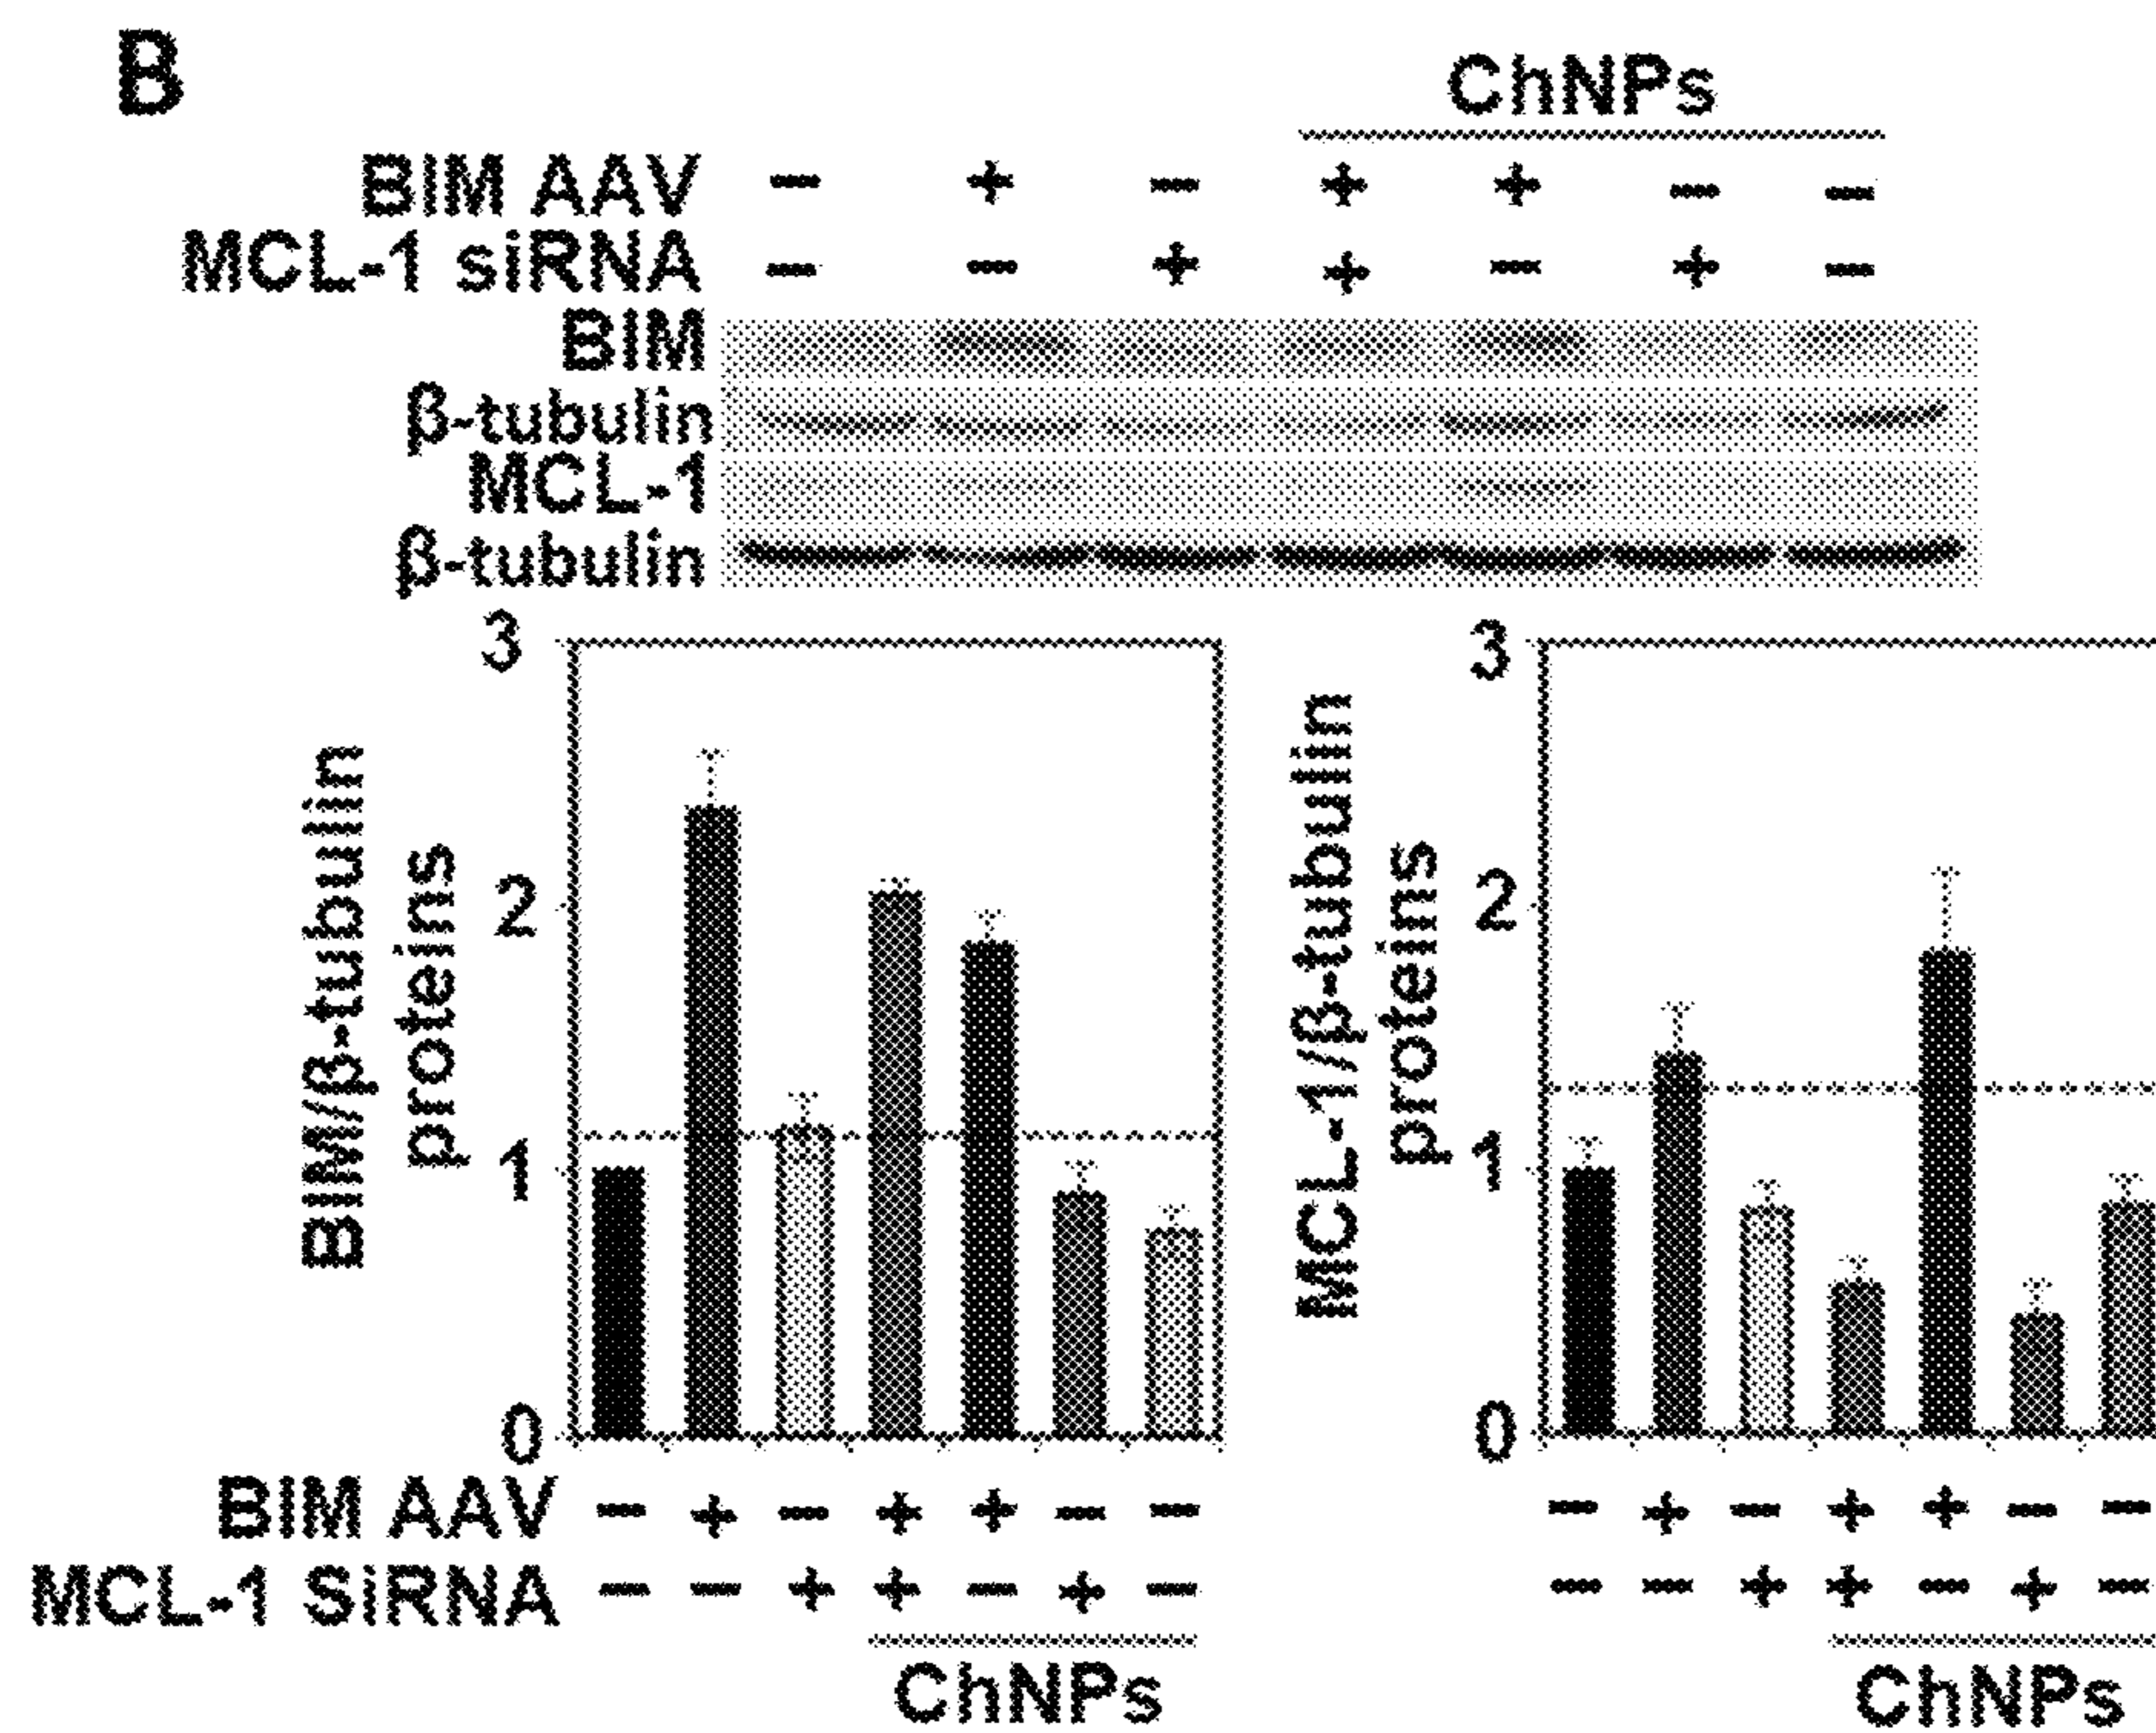 B
ChNPs
BIM AAV - + - + + - -
MCL-1 siRNA - - + + - + -
BIM
β-tubulin
MCL-1
β-tubulin
3
2
1
0
BIM/β-tubulin
proteins
BIM AAV - + - + + - -
MCL-1 SiRNA - - + + - + -
ChNPs
3
2
1
0
MCL-1/β-tubulin
proteins
- + - + + - -
- - + + - + -
ChNPs